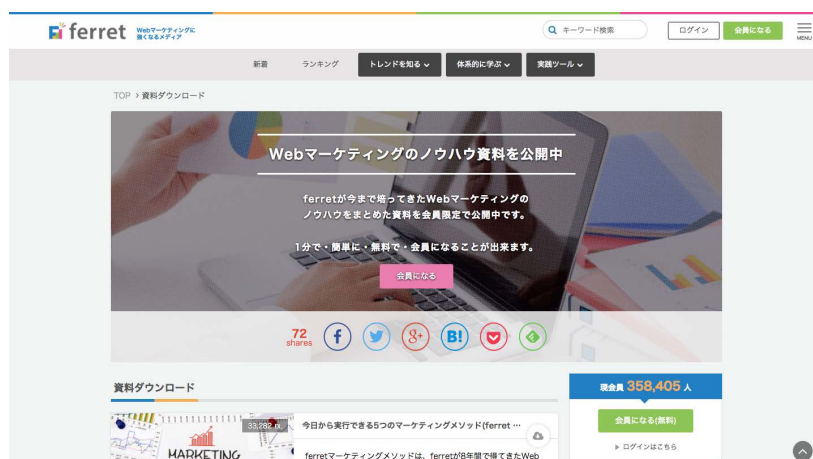 ferret
Webマーケティングに
強くなるメディア
キーワード検索
ログイン
会員になる
MENU
新着
ランキング
トレンドを知る
体系的に学ぶ
実践ツール
TOP > 資料ダウンロード
Webマーケティングのノウハウ資料を公開中
ferretが今まで培ってきたWebマーケティングの
ノウハウをまとめた資料を会員限定で公開中です。
1分で・簡単に・無料で・会員になることが出来ます。
会員になる
72
shares
f
8+
B!
資料ダウンロード
現会員 358,405 人
33,282
MARKETING
今日から実行できる5つのマーケティングメソッド(ferret …
会員になる(無料)
ログインはこちら
ferretマーケティングメソッドは、ferretが8年間で得てきたWeb